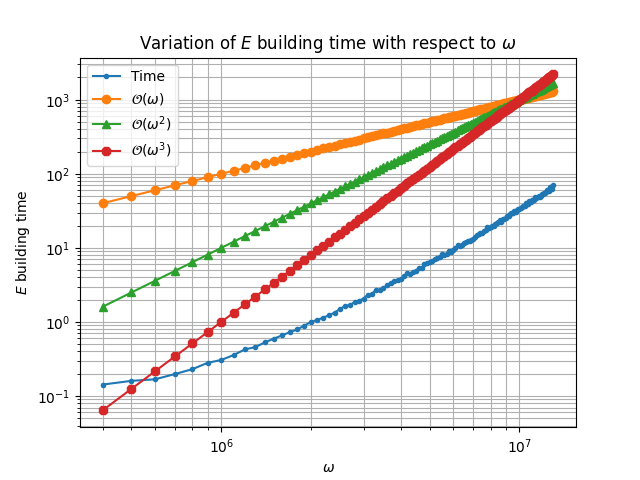 Variation of E building time with respect to ω
Time
𝒪(ω)
𝒪(ω²)
𝒪(ω³)
E building time
10³
10²
10¹
10⁰
10⁻¹
10⁶
10⁷
ω